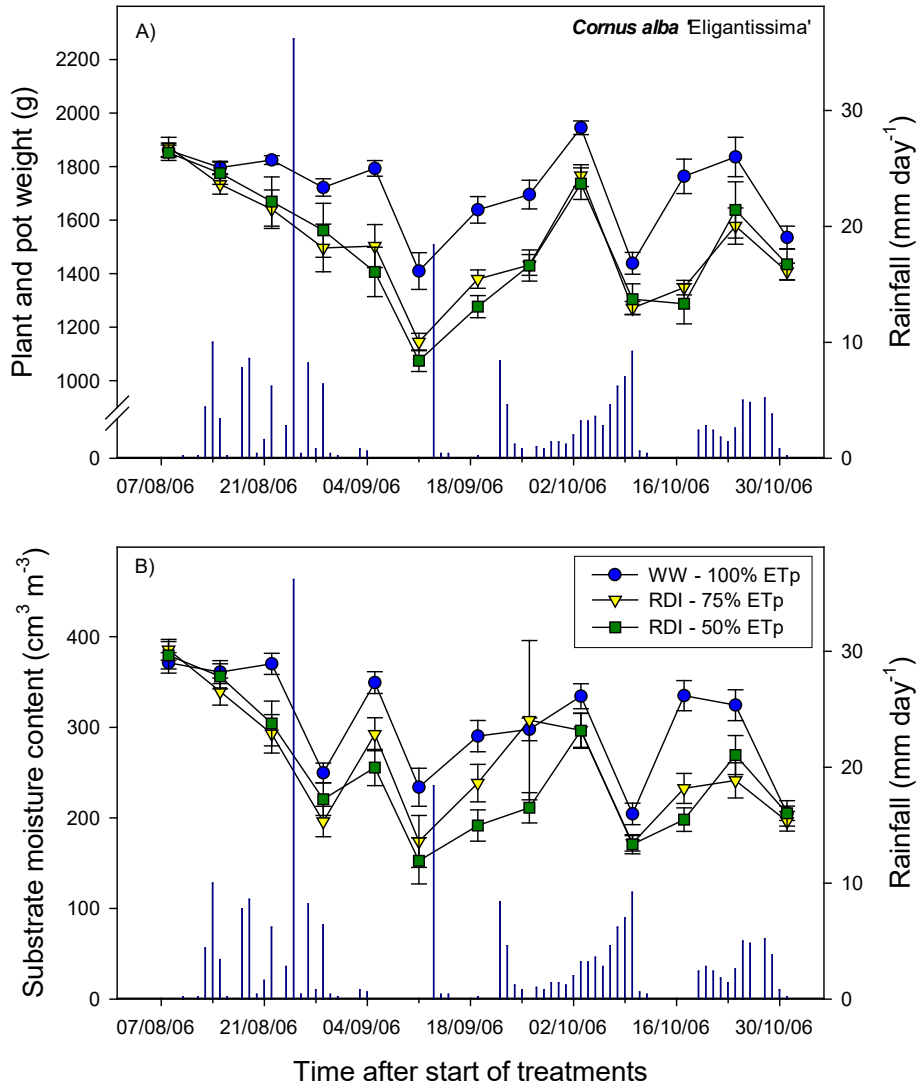 A)
Cornus alba 'Eligantissima'
Plant and pot weight (g)
2200
2000
1800
1600
1400
1200
1000
0
Rainfall (mm day-1)
30
20
10
0
07/08/06 21/08/06 04/09/06 18/09/06 02/10/06 16/10/06 30/10/06
B)
WW - 100% ETp
RDI - 75% ETp
RDI - 50% ETp
Substrate moisture content (cm3 m-3)
400
300
200
100
0
Rainfall (mm day-1)
30
20
10
0
07/08/06 21/08/06 04/09/06 18/09/06 02/10/06 16/10/06 30/10/06
Time after start of treatments